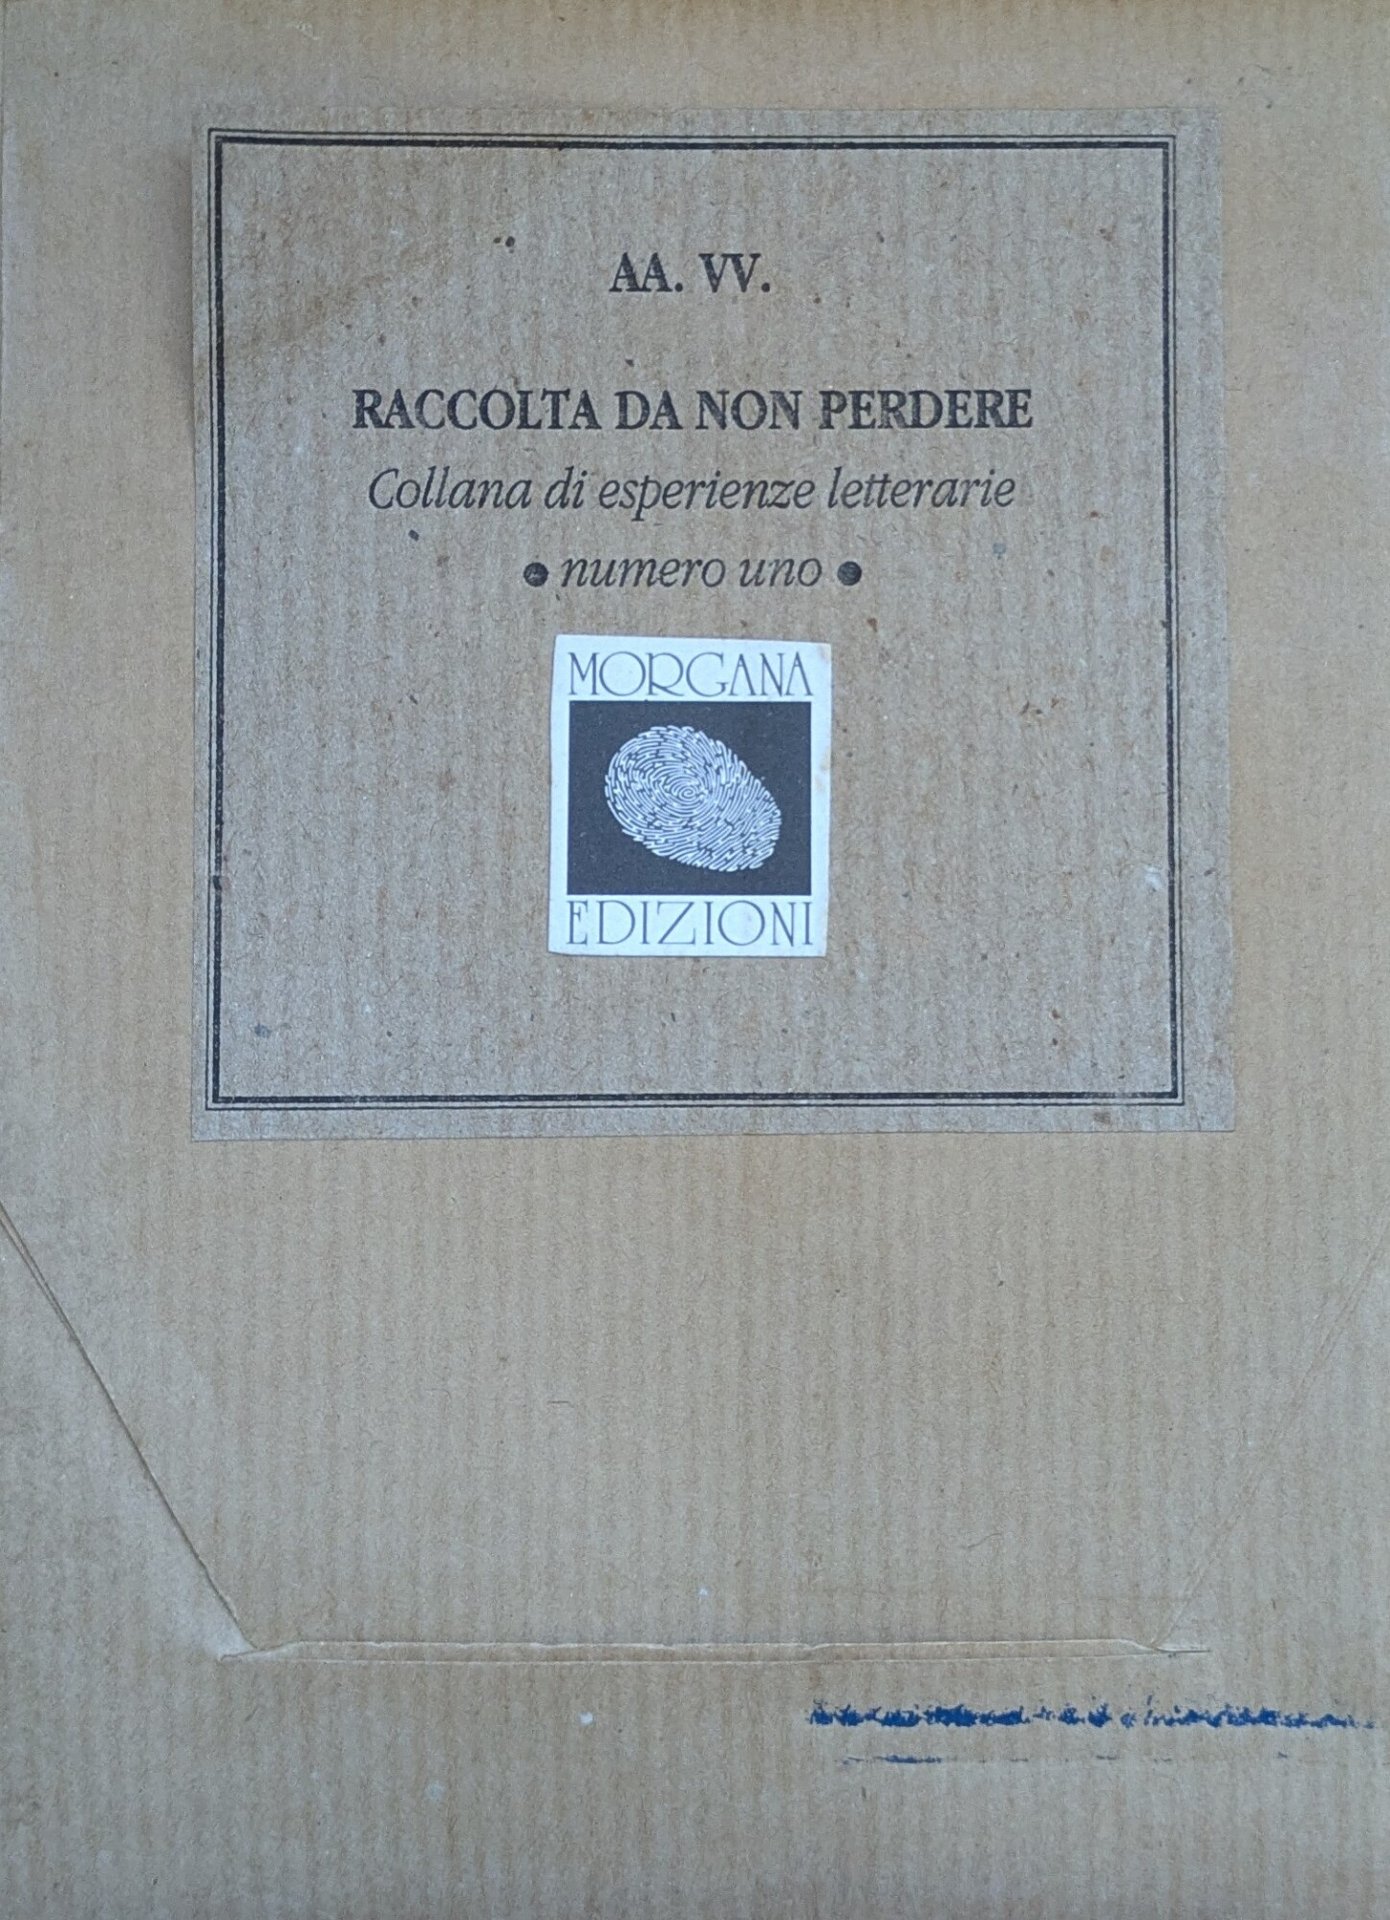 AA. VV.
RACCOLTA DA NON PERDERE
Collana di esperienze letterarie
• numero uno •
MORGANA
EDIZIONI